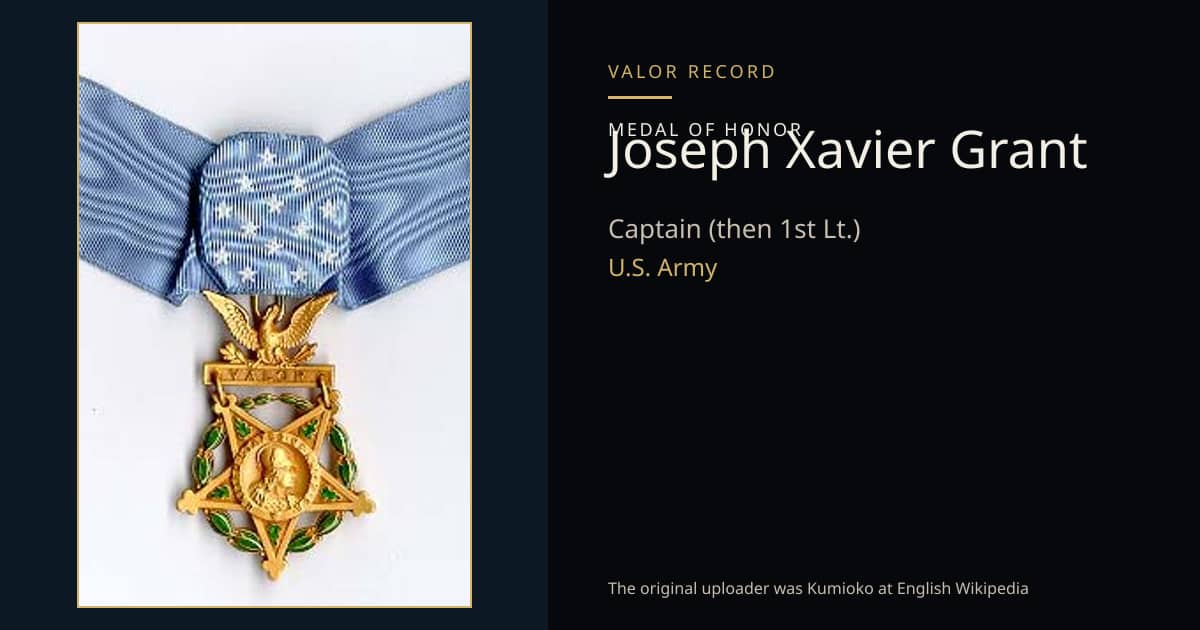 VALOR RECORD
MEDAL OF HONOR
Joseph Xavier Grant
Captain (then 1st Lt.)
U.S. Army
VALOR
The original uploader was Kumioko at English Wikipedia